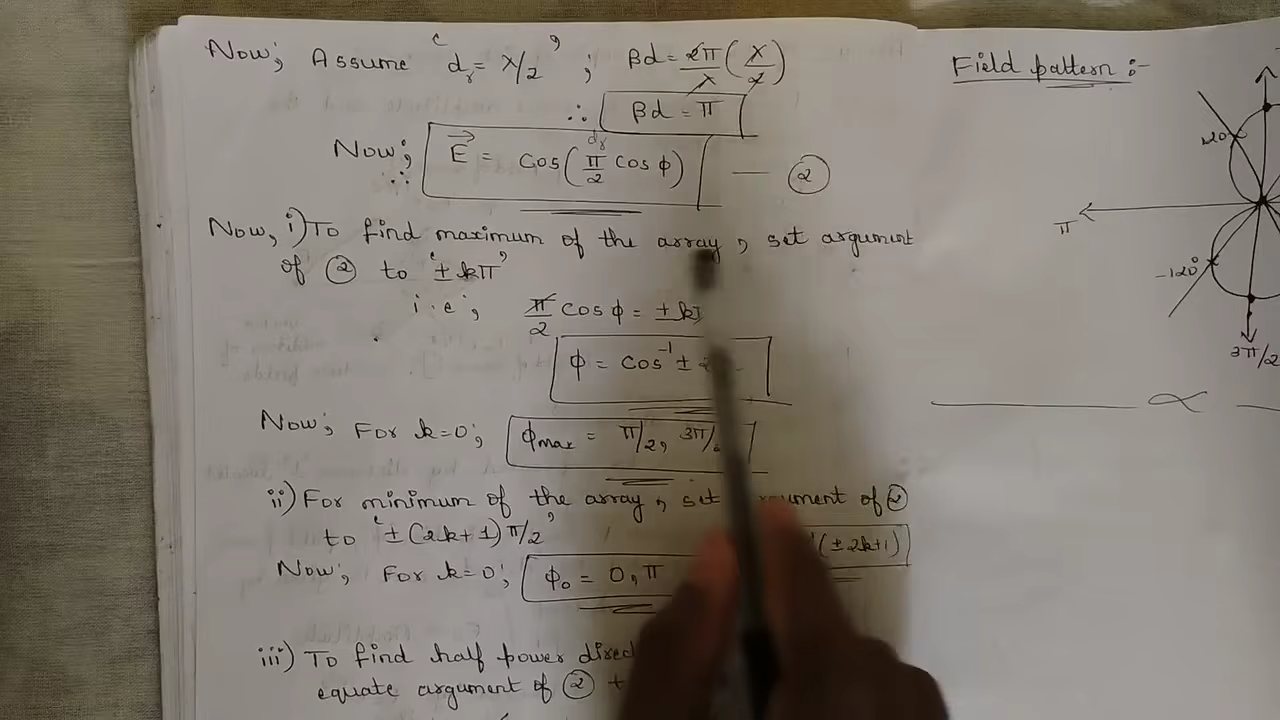 Now; Assume ‘dᵣ = λ/2’ ; βd = 2π/λ (λ/2)
∴ βd = π
dᵣ
Now; ∴ E⃗ = Cos(π/2 Cos φ) — ②
Now, i) To find maximum of the array, set argument
of ② to ‘± kπ’
i.e; π/2 Cos φ = ± k
φ = Cos⁻¹ ±
Now; For k=0; φmax = π/2, 3π/
ii) For minimum of the array, set argument of ②
to ‘± (2k+1) π/2’
(± 2k+1)
Now; For k=0; φ₀ = 0, π
iii) To find half power
equate argument of ②
Field pattern :-
120°
π
-120°
3π/2